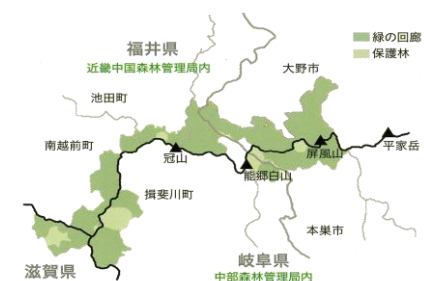 福井県
近畿中国森林管理局内
緑の回廊
保護林
大野市
池田町
南越前町
冠山
屏風山
平家岳
能郷白山
揖斐川町
本巣市
滋賀県
岐阜県
中部森林管理局内